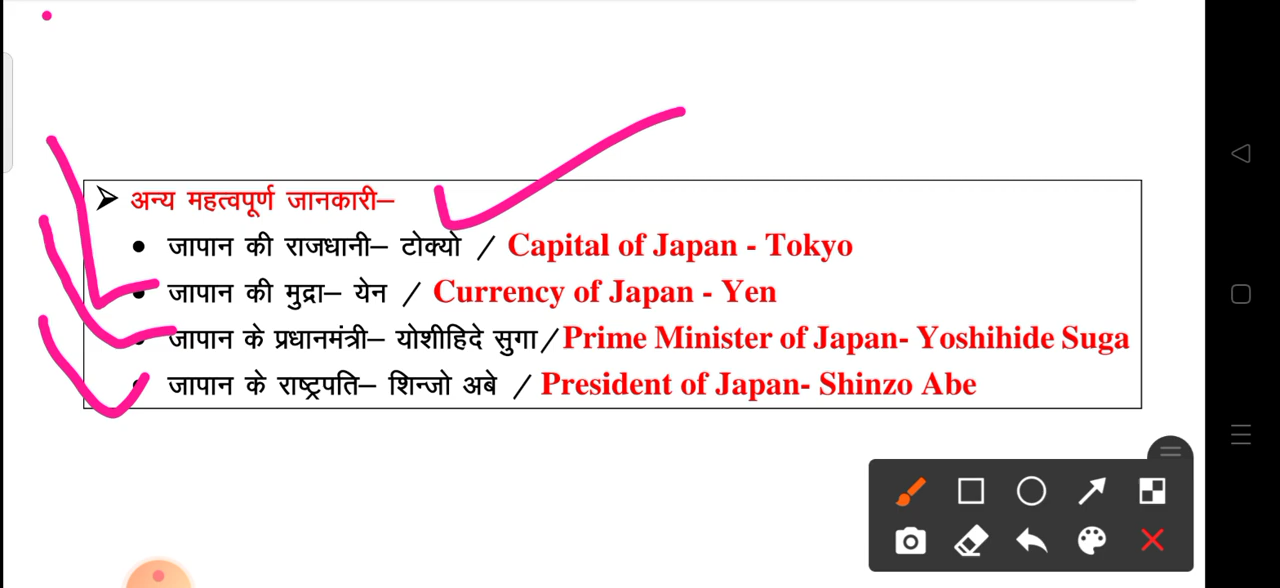 ➢ अन्य महत्वपूर्ण जानकारी–
• जापान की राजधानी– टोक्यो / Capital of Japan - Tokyo
• जापान की मुद्रा– येन / Currency of Japan - Yen
• जापान के प्रधानमंत्री– योशीहिदे सुगा/Prime Minister of Japan- Yoshihide Suga
• जापान के राष्ट्रपति– शिन्जो अबे / President of Japan- Shinzo Abe